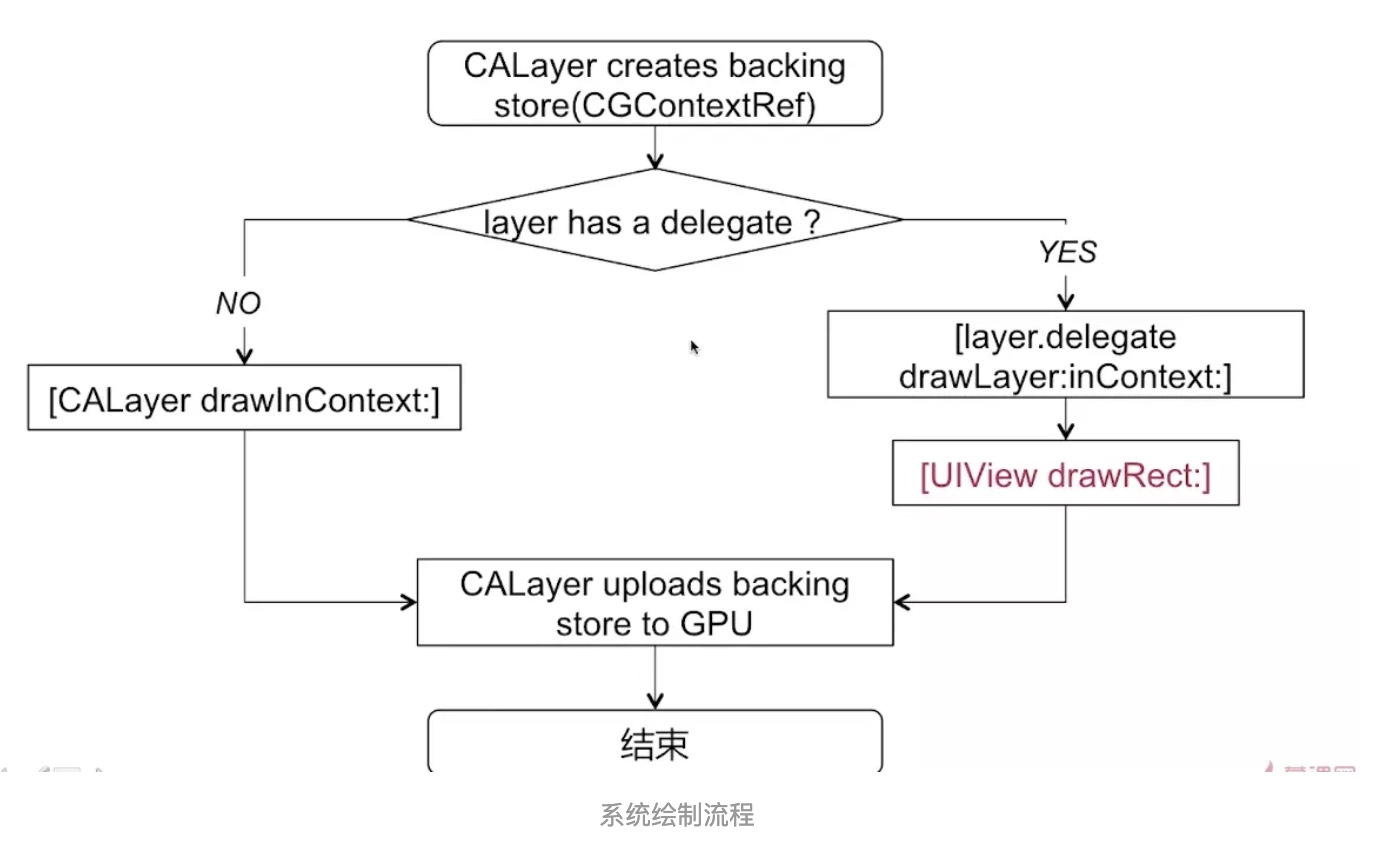 CALayer creates backing
store(CGContextRef)
layer has a delegate ?
YES
NO
[layer.delegate
drawLayer:inContext:]
[CALayer drawInContext:]
[UIView drawRect:]
CALayer uploads backing
store to GPU
结束
系统绘制流程